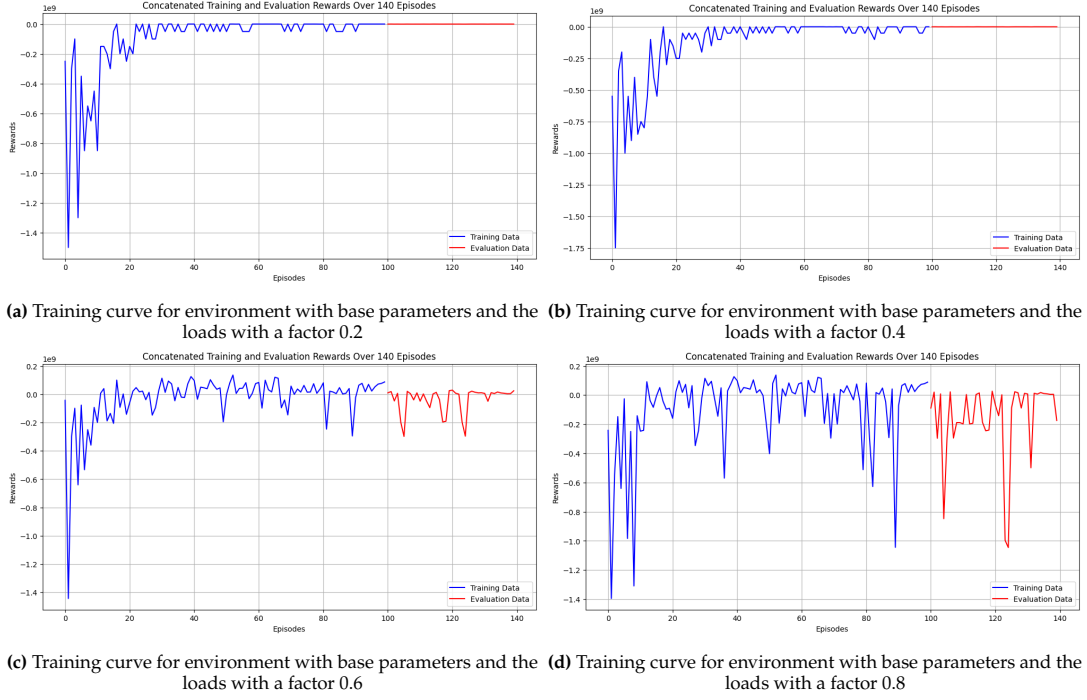 Concatenated Training and Evaluation Rewards Over 140 Episodes
1e9
0.0
−0.2
−0.4
−0.6
−0.8
−1.0
−1.2
−1.4
Rewards
0
20
40
60
80
100
120
140
Episodes
Training Data
Evaluation Data
(a) Training curve for environment with base parameters and the
loads with a factor 0.2
Concatenated Training and Evaluation Rewards Over 140 Episodes
1e9
0.00
−0.25
−0.50
−0.75
−1.00
−1.25
−1.50
−1.75
Rewards
0
20
40
60
80
100
120
140
Episodes
Training Data
Evaluation Data
(b) Training curve for environment with base parameters and the
loads with a factor 0.4
Concatenated Training and Evaluation Rewards Over 140 Episodes
1e9
0.2
0.0
−0.2
−0.4
−0.6
−0.8
−1.0
−1.2
−1.4
Rewards
0
20
40
60
80
100
120
140
Episodes
Training Data
Evaluation Data
(c) Training curve for environment with base parameters and the
loads with a factor 0.6
Concatenated Training and Evaluation Rewards Over 140 Episodes
1e9
0.2
0.0
−0.2
−0.4
−0.6
−0.8
−1.0
−1.2
−1.4
Rewards
0
20
40
60
80
100
120
140
Episodes
Training Data
Evaluation Data
(d) Training curve for environment with base parameters and the
loads with a factor 0.8